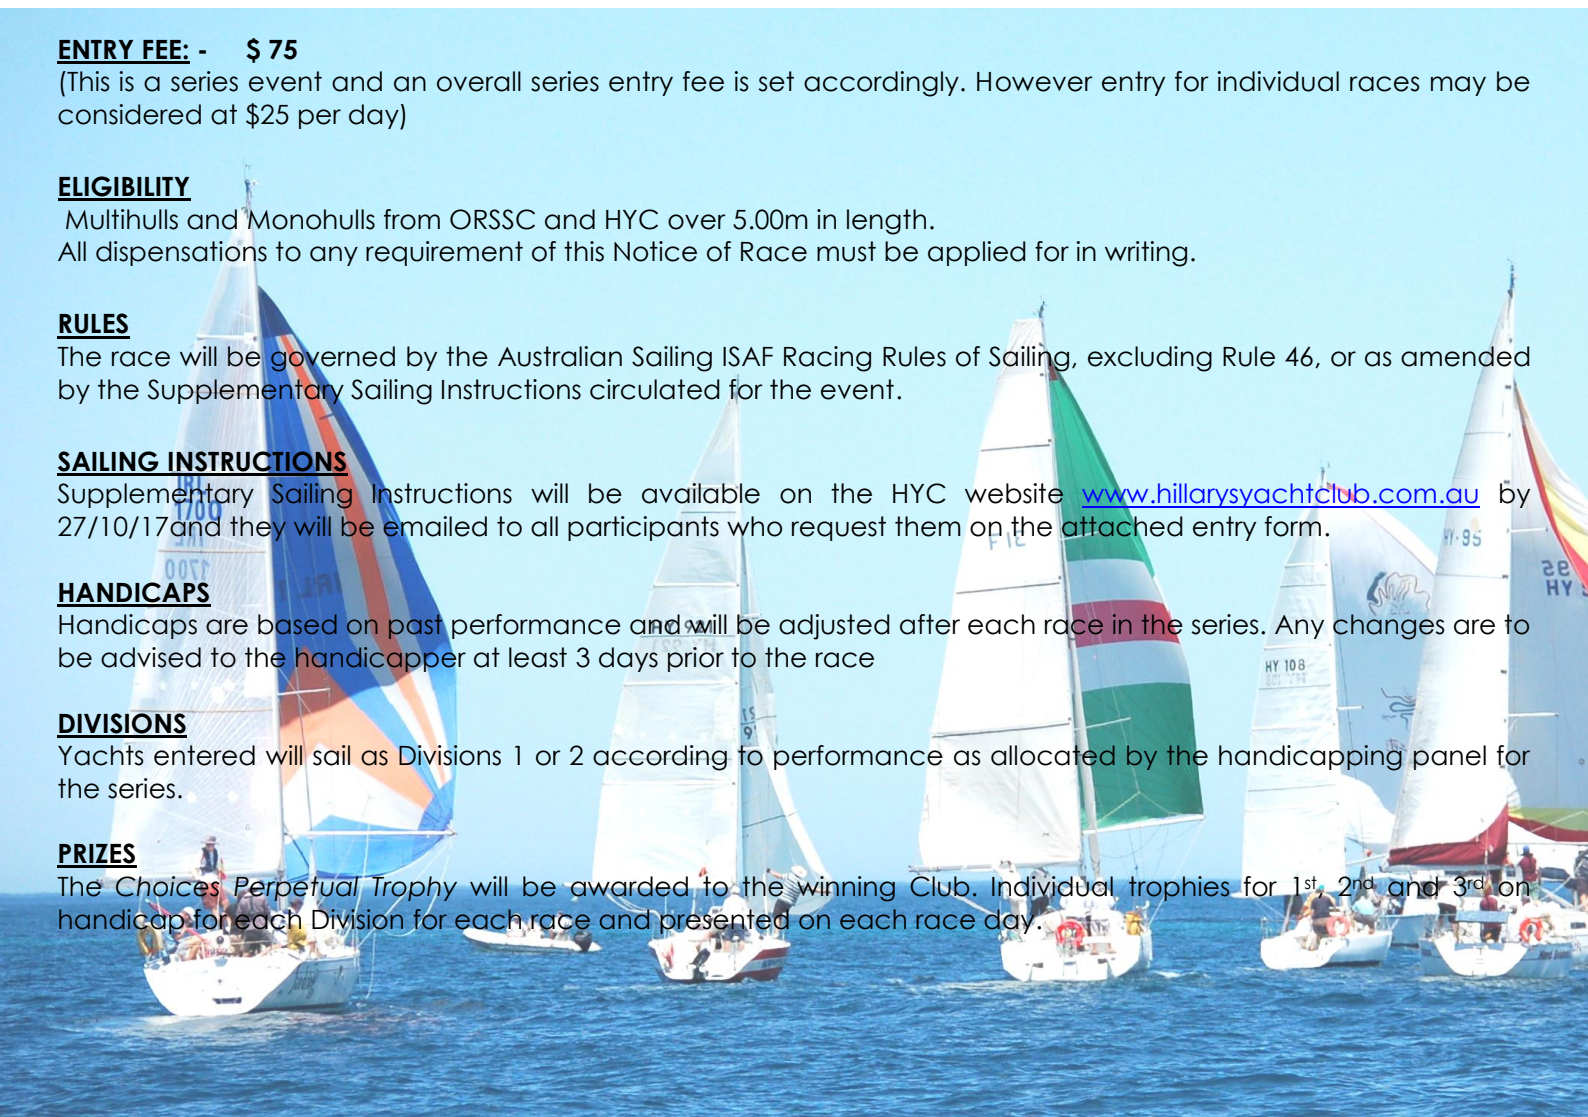 ENTRY FEE: - $ 75
(This is a series event and an overall series entry fee is set accordingly. However entry for individual races may be
considered at $25 per day)
ELIGIBILITY
Multihulls and Monohulls from ORSSC and HYC over 5.00m in length.
All dispensations to any requirement of this Notice of Race must be applied for in writing.
RULES
The race will be governed by the Australian Sailing ISAF Racing Rules of Sailing, excluding Rule 46, or as amended
by the Supplementary Sailing Instructions circulated for the event.
SAILING INSTRUCTIONS
Supplementary Sailing Instructions will be available on the HYC website www.hillarysyachtclub.com.au by
27/10/17and they will be emailed to all participants who request them on the attached entry form.
HANDICAPS
Handicaps are based on past performance and will be adjusted after each race in the series. Any changes are to
be advised to the handicapper at least 3 days prior to the race
DIVISIONS
Yachts entered will sail as Divisions 1 or 2 according to performance as allocated by the handicapping panel for
the series.
PRIZES
The Choices Perpetual Trophy will be awarded to the winning Club. Individual trophies for 1st, 2nd and 3rd on
handicap for each Division for each race and presented on each race day.
IRL
1700
HY-95
HY 108